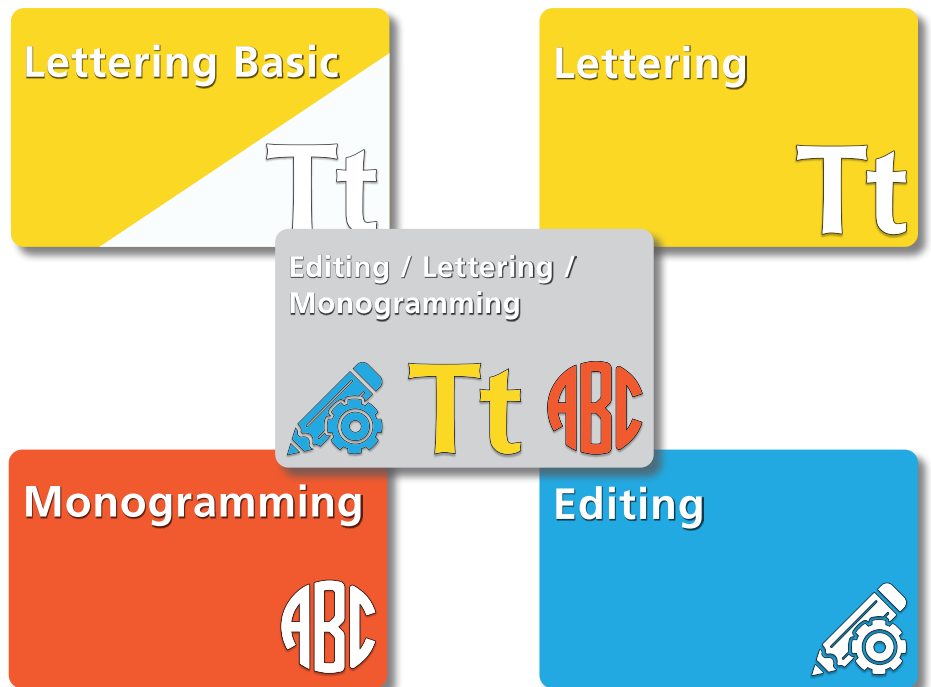 Lettering Basic
Tt
Lettering
Tt
Editing / Lettering /
Monogramming
Tt ABC
Monogramming
ABC
Editing